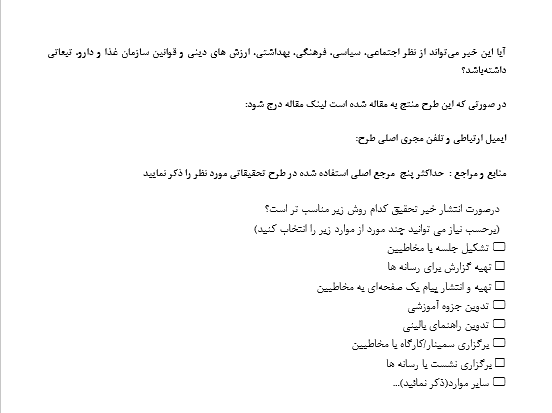 آیا این خبر می‌تواند از نظر اجتماعی، سیاسی، فرهنگی، بهداشتی، ارزش های دینی و قوانین سازمان غذا و دارو، تبعاتی
داشته‌باشد؟
در صورتی که این طرح منتج به مقاله شده است لینک مقاله درج شود:
ایمیل ارتباطی و تلفن مجری اصلی طرح:
منابع و مراجع : حداکثر پنج مرجع اصلی استفاده شده در طرح تحقیقاتی مورد نظر را ذکر نمایید
درصورت انتشار خبر تحقیق کدام روش زیر مناسب تر است؟
(برحسب نیاز می توانید چند مورد از موارد زیر را انتخاب کنید)
□ تشکیل جلسه با مخاطبین
□ تهیه گزارش برای رسانه ها
□ تهیه و انتشار پیام یک صفحه‌ای به مخاطبین
□ تدوین جزوه آموزشی
□ تدوین راهنمای بالینی
□ برگزاری سمینار/کارگاه با مخاطبین
□ برگزاری نشست با رسانه ها
□ سایر موارد(ذکر نمائید)...